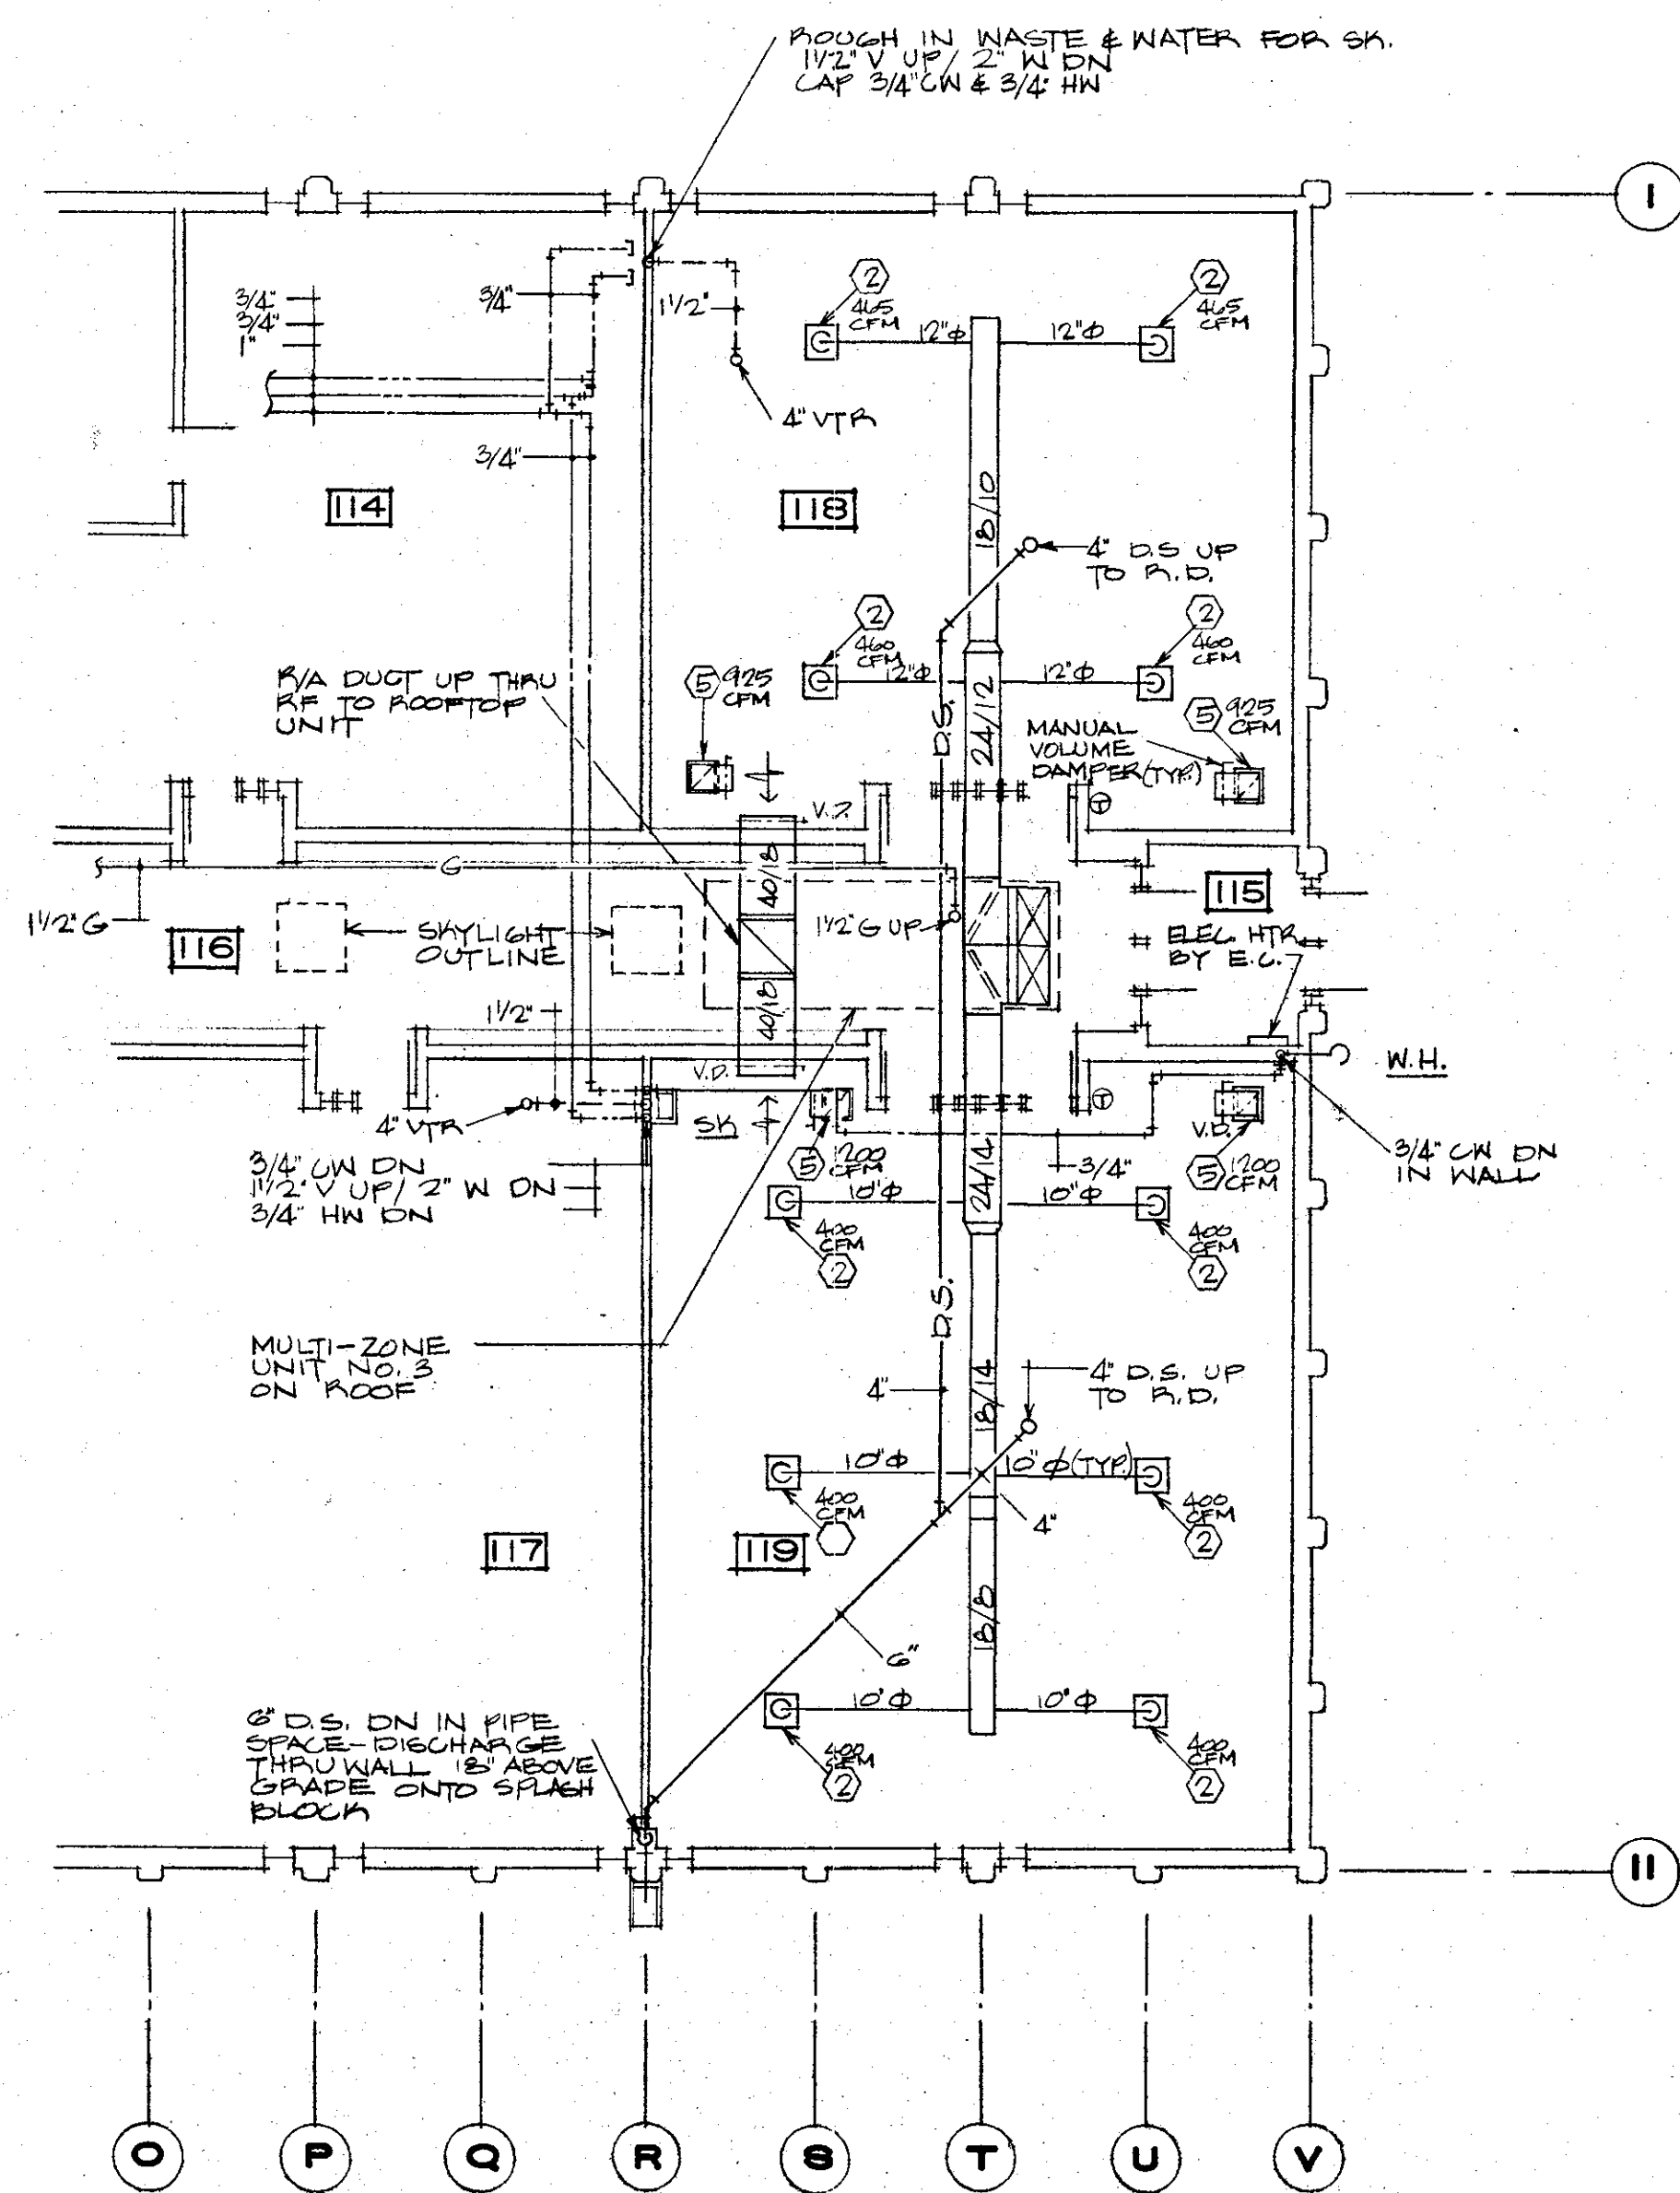 ROUGH IN WASTE & WATER FOR SK.
1 1/2" V UP/ 2" W DN
CAP 3/4" CW & 3/4" HW
I
3/4"
3/4"
1"
3/4"
1 1/2"
2
465
CFM
2
465
CFM
12"Φ
12"Φ
4" VTR
3/4"
114
118
18/10
4" D.S UP
TO R.D.
2
460
CFM
2
460
CFM
12"Φ
12"Φ
R/A DUCT UP THRU
RF TO ROOFTOP
UNIT
5
925
CFM
D.S.
24/12
MANUAL
VOLUME
DAMPER (TYP.)
5
925
CFM
V.D.
T
G
40/18
1 1/2" G
116
SKYLIGHT
OUTLINE
1 1/2" G UP
115
ELEC. HTR
BY E.C.
1 1/2"
40/18
V.D.
W.H.
4" VTR
SK
T
V.D.
3/4" CW DN
IN WALL
3/4" CW DN
1 1/2" V UP/ 2" W DN
3/4" HW DN
5
1200
CFM
3/4"
5
1200
CFM
10"Φ
24/14
10"Φ
400
CFM
2
400
CFM
2
D.S.
MULTI-ZONE
UNIT NO. 3
ON ROOF
4"
18/14
4" D.S. UP
TO R.D.
10"Φ
10"Φ (TYP.)
400
CFM
400
CFM
2
4"
117
119
18/8
6"
6" D.S. DN IN PIPE
SPACE-DISCHARGE
THRU WALL 18" ABOVE
GRADE ONTO SPLASH
BLOCK
10"Φ
10"Φ
400
CFM
2
400
CFM
2
II
O P Q R S T U V